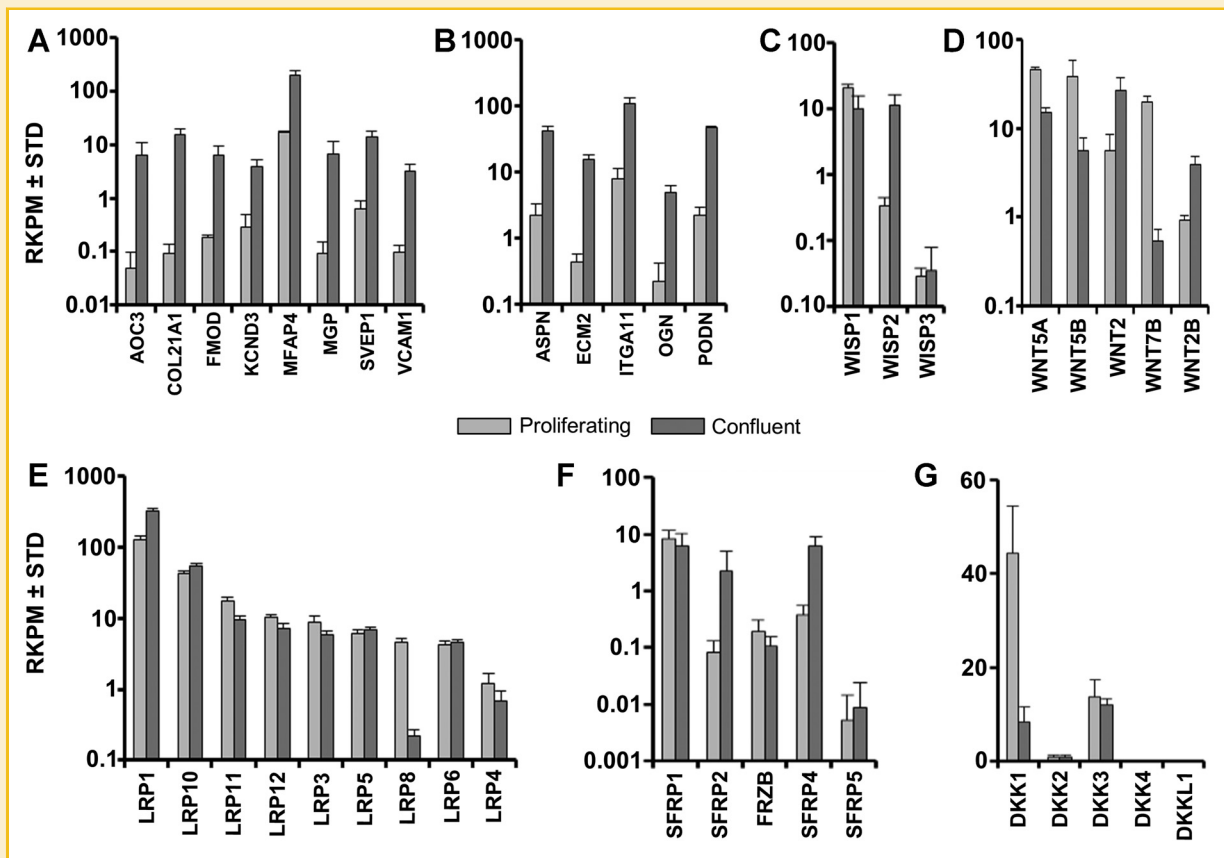 A
RKPM ± STD
1000
100
10
1
0.1
0.01
AOC3
COL21A1
FMOD
KCND3
MFAP4
MGP
SVEP1
VCAM1
B
1000
100
10
1
0.1
ASPN
ECM2
ITGA11
OGN
PODN
C
100
10
1
0.1
0.10
WISP1
WISP2
WISP3
D
100
10
1
0.1
WNT5A
WNT5B
WNT2
WNT7B
WNT2B
Proliferating
Confluent
E
RKPM ± STD
1000
100
10
1
0.1
LRP1
LRP10
LRP11
LRP12
LRP3
LRP5
LRP8
LRP6
LRP4
F
100
10
1
0.1
0.01
0.001
SFRP1
SFRP2
FRZB
SFRP4
SFRP5
G
60
40
20
0
DKK1
DKK2
DKK3
DKK4
DKKL1